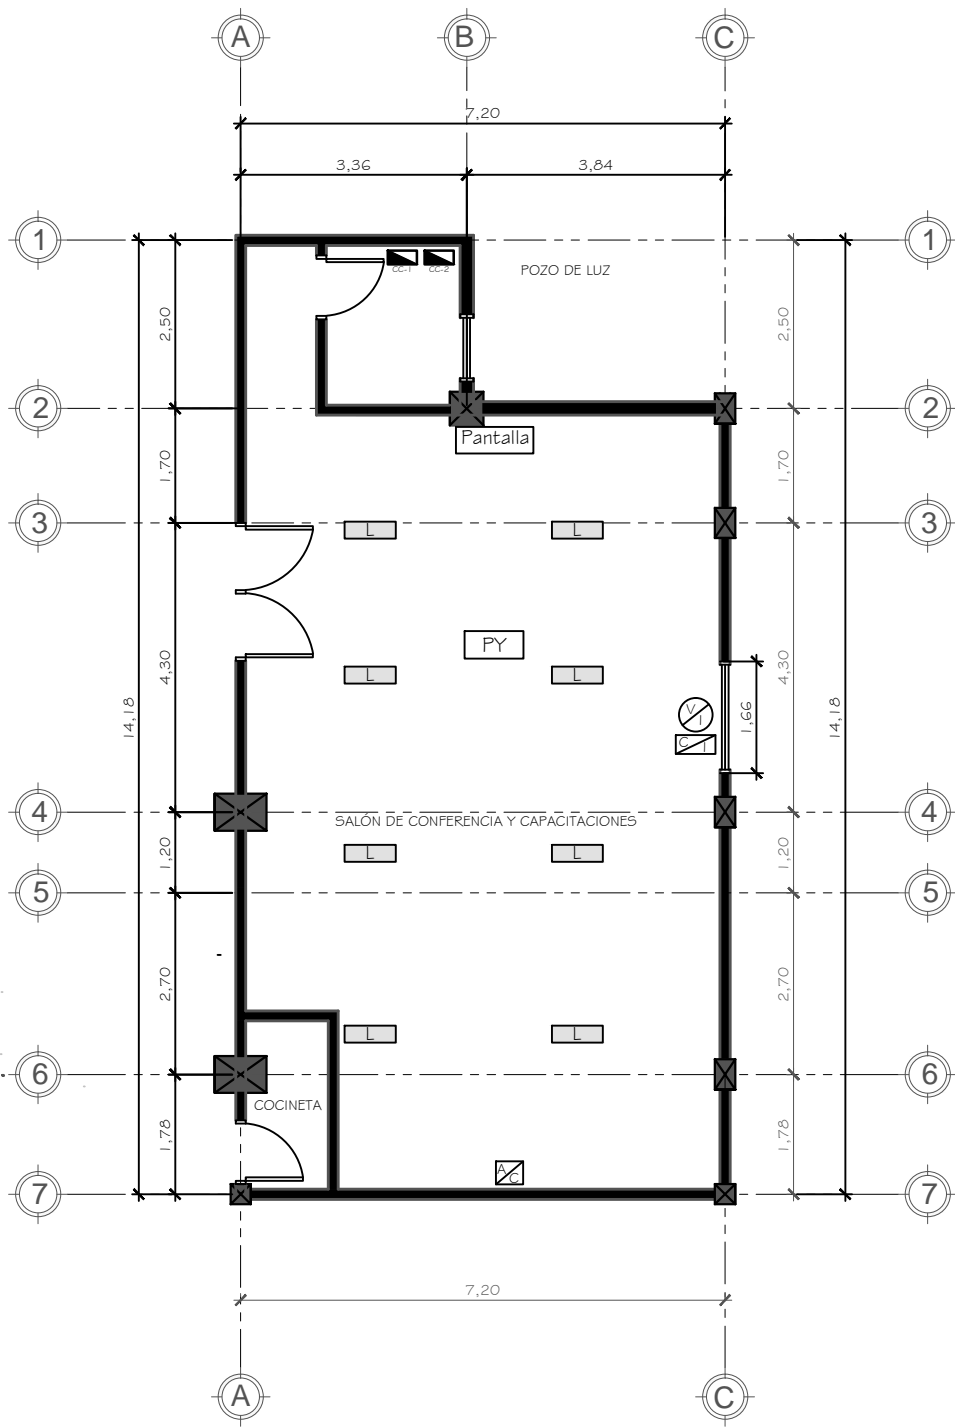 A B C
7,20
3,36 3,84
1 1
POZO DE LUZ
CC-1 CC-2
2,50 2,50
2 2
Pantalla
1,70 1,70
3 3
L L
PY
4,30 4,30
L L
14,18 14,18
V 1
1,66
C 1
4 4
SALÓN DE CONFERENCIA Y CAPACITACIONES
1,20 1,20
L L
5 5
2,70 2,70
L L
6 6
COCINETA
1,78 1,78
A C
7 7
7,20
A C